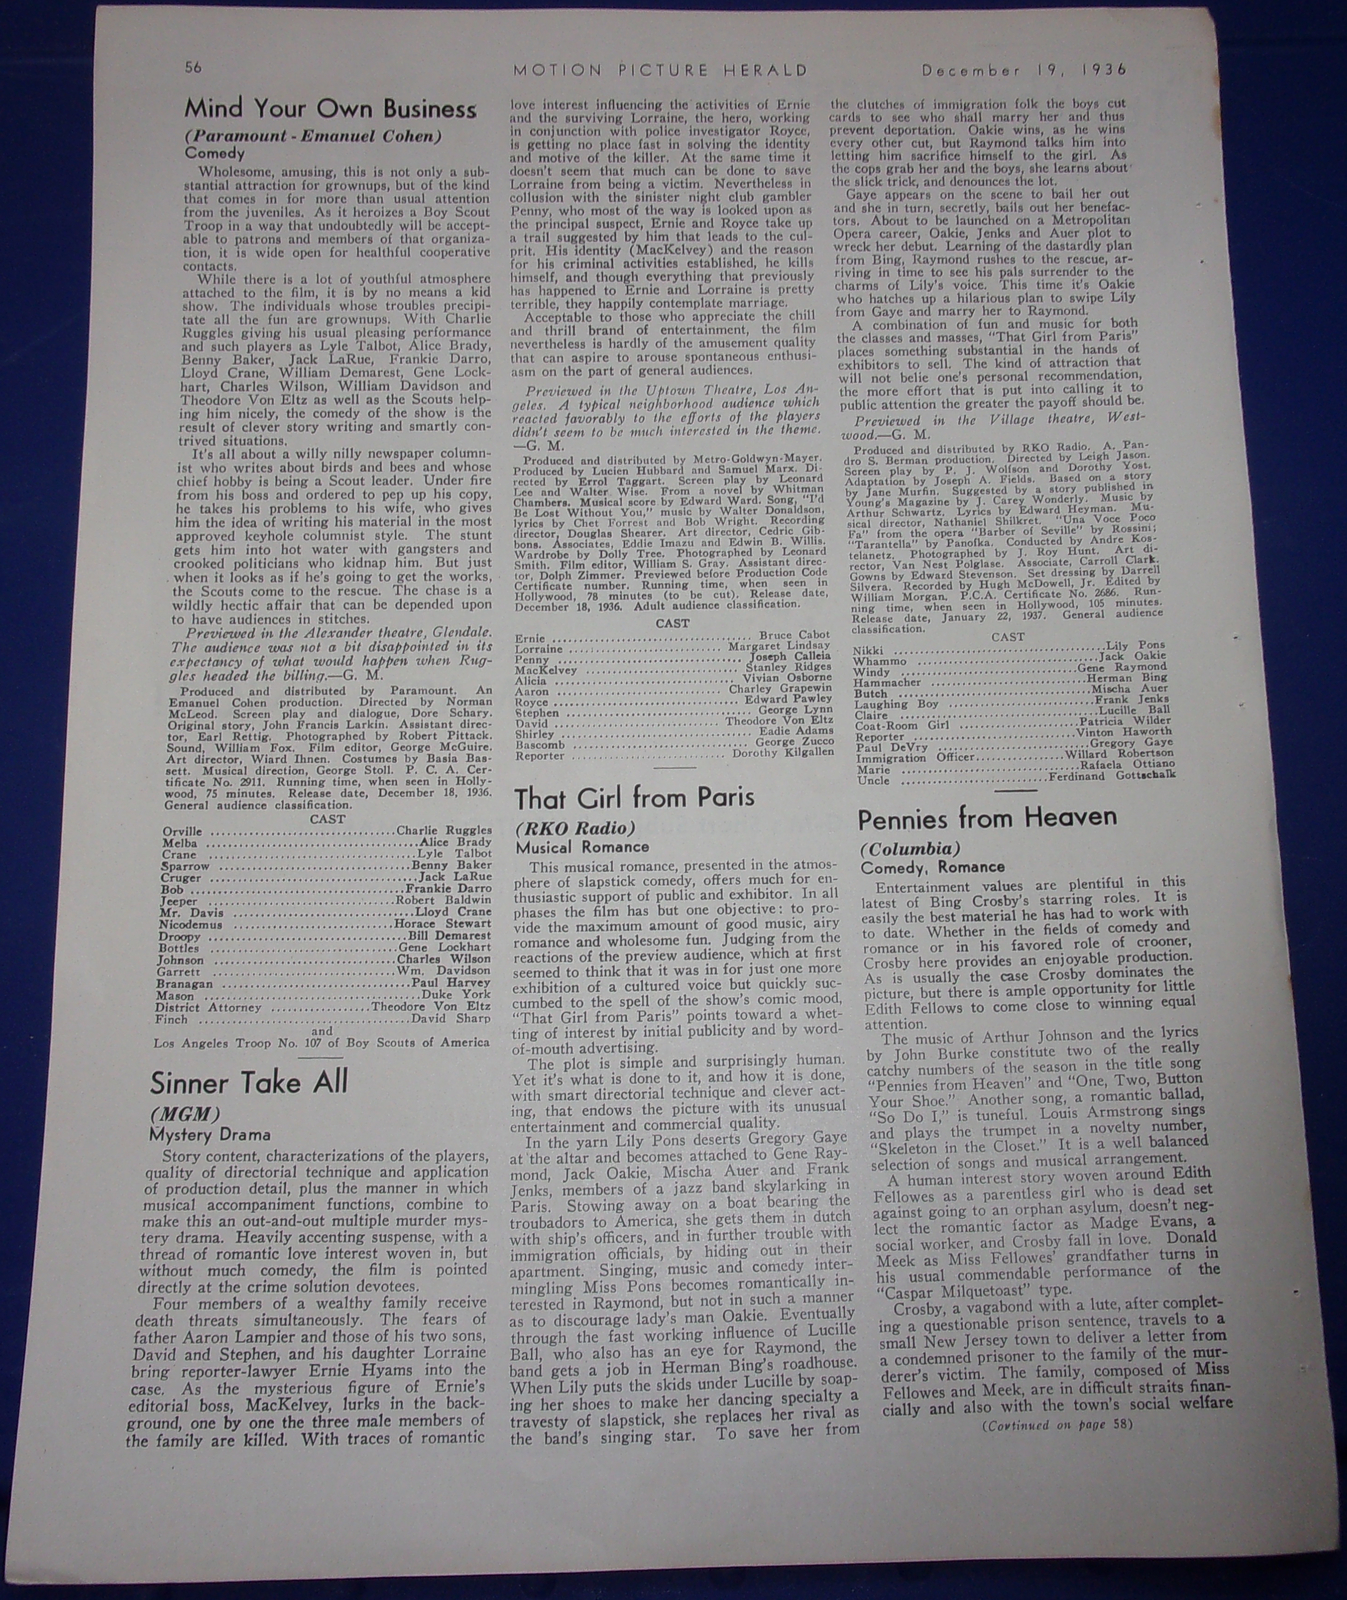 56
MOTION PICTURE HERALD
December 19, 1936
Mind Your Own Business
(Paramount - Emanuel Cohen)
Comedy
Wholesome, amusing, this is not only a sub-
stantial attraction for grownups, but of the kind
that comes in for more than usual attention
from the juveniles. As it heroizes a Boy Scout
Troop in a way that undoubtedly will be accept-
able to patrons and members of that organiza-
tion, it is wide open for healthful cooperative
contacts.
While there is a lot of youthful atmosphere
attached to the film, it is by no means a kid
show. The individuals whose troubles precipi-
tate all the fun are grownups. With Charlie
Ruggles giving his usual pleasing performance
and such players as Lyle Talbot, Alice Brady,
Benny Baker, Jack LaRue, Frankie Darro,
Lloyd Crane, William Demarest, Gene Lock-
hart, Charles Wilson, William Davidson and
Theodore Von Eltz as well as the Scouts help-
ing him nicely, the comedy of the show is the
result of clever story writing and smartly con-
trived situations.
It's all about a willy nilly newspaper column-
ist who writes about birds and bees and whose
chief hobby is being a Scout leader. Under fire
from his boss and ordered to pep up his copy,
he takes his problems to his wife, who gives
him the idea of writing his material in the most
approved keyhole columnist style. The stunt
gets him into hot water with gangsters and
crooked politicians who kidnap him. But just
when it looks as if he's going to get the works,
the Scouts come to the rescue. The chase is a
wildly hectic affair that can be depended upon
to have audiences in stitches.
Previewed in the Alexander theatre, Glendale.
The audience was not a bit disappointed in its
expectancy of what would happen when Rug-
gles headed the billing.—G. M.
Produced and distributed by Paramount. An
Emanuel Cohen production. Directed by Norman
McLeod. Screen play and dialogue, Dore Schary.
Original story, John Francis Larkin. Assistant direc-
tor, Earl Rettig. Photographed by Robert Pittack.
Sound, William Fox. Film editor, George McGuire.
Art director, Wiard Ihnen. Costumes by Basia Bas-
sett. Musical direction, George Stoll. P. C. A. Cer-
tificate No. 2911. Running time, when seen in Holly-
wood, 75 minutes. Release date, December 18, 1936.
General audience classification.
CAST
Orville ..............................Charlie Ruggles
Melba ..............................Alice Brady
Crane ..............................Lyle Talbot
Sparrow ..............................Benny Baker
Cruger ..............................Jack LaRue
Bob ..............................Frankie Darro
Jeeper ..............................Robert Baldwin
Mr. Davis ..............................Lloyd Crane
Nicodemus ..............................Horace Stewart
Droopy ..............................Bill Demarest
Bottles ..............................Gene Lockhart
Johnson ..............................Charles Wilson
Garrett ..............................Wm. Davidson
Branagan ..............................Paul Harvey
Mason ..............................Duke York
District Attorney ................Theodore Von Eltz
Finch ..............................David Sharp
and
Los Angeles Troop No. 107 of Boy Scouts of America
Sinner Take All
(MGM)
Mystery Drama
Story content, characterizations of the players,
quality of directorial technique and application
of production detail, plus the manner in which
musical accompaniment functions, combine to
make this an out-and-out multiple murder mys-
tery drama. Heavily accenting suspense, with a
thread of romantic love interest woven in, but
without much comedy, the film is pointed
directly at the crime solution devotees.
Four members of a wealthy family receive
death threats simultaneously. The fears of
father Aaron Lampier and those of his two sons,
David and Stephen, and his daughter Lorraine
bring reporter-lawyer Ernie Hyams into the
case. As the mysterious figure of Ernie's
editorial boss, MacKelvey, lurks in the back-
ground, one by one the three male members of
the family are killed. With traces of romantic
love interest influencing the activities of Ernie
and the surviving Lorraine, the hero, working
in conjunction with police investigator Royce,
is getting no place fast in solving the identity
and motive of the killer. At the same time it
doesn't seem that much can be done to save
Lorraine from being a victim. Nevertheless in
collusion with the sinister night club gambler
Penny, who most of the way is looked upon as
the principal suspect, Ernie and Royce take up
a trail suggested by him that leads to the cul-
prit. His identity (MacKelvey) and the reason
for his criminal activities established, he kills
himself, and though everything that previously
has happened to Ernie and Lorraine is pretty
terrible, they happily contemplate marriage.
Acceptable to those who appreciate the chill
and thrill brand of entertainment, the film
nevertheless is hardly of the amusement quality
that can aspire to arouse spontaneous enthusi-
asm on the part of general audiences.
Previewed in the Uptown Theatre, Los An-
geles. A typical neighborhood audience which
reacted favorably to the efforts of the players
didn't seem to be much interested in the theme.
—G. M.
Produced and distributed by Metro-Goldwyn-Mayer.
Produced by Lucien Hubbard and Samuel Marx. Di-
rected by Errol Taggart. Screen play by Leonard
Lee and Walter Wise. From a novel by Whitman
Chambers. Musical score by Edward Ward. Song, "I'd
Be Lost Without You," music by Walter Donaldson,
lyrics by Chet Forrest and Bob Wright. Recording
director, Douglas Shearer. Art director, Cedric Gib-
bons. Associates, Eddie Imazu and Edwin B. Willis.
Wardrobe by Dolly Tree. Photographed by Leonard
Smith. Film editor, William S. Gray. Assistant direc-
tor, Dolph Zimmer. Previewed before Production Code
Certificate number. Running time, when seen in
Hollywood, 78 minutes (to be cut). Release date,
December 18, 1936. Adult audience classification.
CAST
Ernie .............................. Bruce Cabot
Lorraine .............................. Margaret Lindsay
Penny .............................. Joseph Calleia
MacKelvey .............................. Stanley Ridges
Alicia .............................. Vivian Osborne
Aaron .............................. Charley Grapewin
Royce .............................. Edward Pawley
Stephen .............................. George Lynn
David .............................. Theodore Von Eltz
Shirley .............................. Eadie Adams
Bascomb .............................. George Zucco
Reporter .............................. Dorothy Kilgallen
That Girl from Paris
(RKO Radio)
Musical Romance
This musical romance, presented in the atmos-
phere of slapstick comedy, offers much for en-
thusiastic support of public and exhibitor. In all
phases the film has but one objective: to pro-
vide the maximum amount of good music, airy
romance and wholesome fun. Judging from the
reactions of the preview audience, which at first
seemed to think that it was in for just one more
exhibition of a cultured voice but quickly suc-
cumbed to the spell of the show's comic mood,
"That Girl from Paris" points toward a whet-
ting of interest by initial publicity and by word-
of-mouth advertising.
The plot is simple and surprisingly human.
Yet it's what is done to it, and how it is done,
with smart directorial technique and clever act-
ing, that endows the picture with its unusual
entertainment and commercial quality.
In the yarn Lily Pons deserts Gregory Gaye
at the altar and becomes attached to Gene Ray-
mond, Jack Oakie, Mischa Auer and Frank
Jenks, members of a jazz band skylarking in
Paris. Stowing away on a boat bearing the
troubadors to America, she gets them in dutch
with ship's officers, and in further trouble with
immigration officials, by hiding out in their
apartment. Singing, music and comedy inter-
mingling Miss Pons becomes romantically in-
terested in Raymond, but not in such a manner
as to discourage lady's man Oakie. Eventually
through the fast working influence of Lucille
Ball, who also has an eye for Raymond, the
band gets a job in Herman Bing's roadhouse.
When Lily puts the skids under Lucille by soap-
ing her shoes to make her dancing specialty a
travesty of slapstick, she replaces her rival as
the band's singing star. To save her from
the clutches of immigration folk the boys cut
cards to see who shall marry her and thus
prevent deportation. Oakie wins, as he wins
every other cut, but Raymond talks him into
letting him sacrifice himself to the girl. As
the cops grab her and the boys, she learns about
the slick trick, and denounces the lot.
Gaye appears on the scene to bail her out
and she in turn, secretly, bails out her benefac-
tors. About to be launched on a Metropolitan
Opera career, Oakie, Jenks and Auer plot to
wreck her debut. Learning of the dastardly plan
from Bing, Raymond rushes to the rescue, ar-
riving in time to see his pals surrender to the
charms of Lily's voice. This time it's Oakie
who hatches up a hilarious plan to swipe Lily
from Gaye and marry her to Raymond.
A combination of fun and music for both
the classes and masses, "That Girl from Paris"
places something substantial in the hands of
exhibitors to sell. The kind of attraction that
will not belie one's personal recommendation,
the more effort that is put into calling it to
public attention the greater the payoff should be.
Previewed in the Village theatre, West-
wood.—G. M.
Produced and distributed by RKO Radio. A. Pan-
dro S. Berman production. Directed by Leigh Jason.
Screen play by P. J. Wolfson and Dorothy Yost.
Adaptation by Joseph A. Fields. Based on a story
by Jane Murfin. Suggested by a story published in
Young's Magazine by J. Carey Wonderly. Music by
Arthur Schwartz. Lyrics by Edward Heyman. Mu-
sical director, Nathaniel Shilkret. "Una Voce Poco
Fa" from the opera "Barber of Seville" by Rossini;
"Tarantella" by Panofka. Conducted by Andre Kos-
telanetz. Photographed by J. Roy Hunt. Art di-
rector, Van Nest Polglase. Associate, Carroll Clark.
Gowns by Edward Stevenson. Set dressing by Darrell
Silvera. Recorded by Hugh McDowell, Jr. Edited by
William Morgan. P.C.A. Certificate No. 2686. Run-
ning time, when seen in Hollywood, 105 minutes.
Release date, January 22, 1937. General audience
classification.
CAST
Nikki ..............................Lily Pons
Whammo ..............................Jack Oakie
Windy ..............................Gene Raymond
Hammacher ..............................Herman Bing
Butch ..............................Mischa Auer
Laughing Boy ..............................Frank Jenks
Claire ..............................Lucille Ball
Coat-Room Girl ....................Patricia Wilder
Reporter ..............................Vinton Haworth
Paul DeVry ..............................Gregory Gaye
Immigration Officer...............Willard Robertson
Marie ..............................Rafaela Ottiano
Uncle ..............................Ferdinand Gottschalk
Pennies from Heaven
(Columbia)
Comedy, Romance
Entertainment values are plentiful in this
latest of Bing Crosby's starring roles. It is
easily the best material he has had to work with
to date. Whether in the fields of comedy and
romance or in his favored role of crooner,
Crosby here provides an enjoyable production.
As is usually the case Crosby dominates the
picture, but there is ample opportunity for little
Edith Fellows to come close to winning equal
attention.
The music of Arthur Johnson and the lyrics
by John Burke constitute two of the really
catchy numbers of the season in the title song
"Pennies from Heaven" and "One, Two, Button
Your Shoe." Another song, a romantic ballad,
"So Do I," is tuneful. Louis Armstrong sings
and plays the trumpet in a novelty number,
"Skeleton in the Closet." It is a well balanced
selection of songs and musical arrangement.
A human interest story woven around Edith
Fellowes as a parentless girl who is dead set
against going to an orphan asylum, doesn't neg-
lect the romantic factor as Madge Evans, a
social worker, and Crosby fall in love. Donald
Meek as Miss Fellowes' grandfather turns in
his usual commendable performance of the
"Caspar Milquetoast" type.
Crosby, a vagabond with a lute, after complet-
ing a questionable prison sentence, travels to a
small New Jersey town to deliver a letter from
a condemned prisoner to the family of the mur-
derer's victim. The family, composed of Miss
Fellowes and Meek, are in difficult straits finan-
cially and also with the town's social welfare
(Continued on page 58)